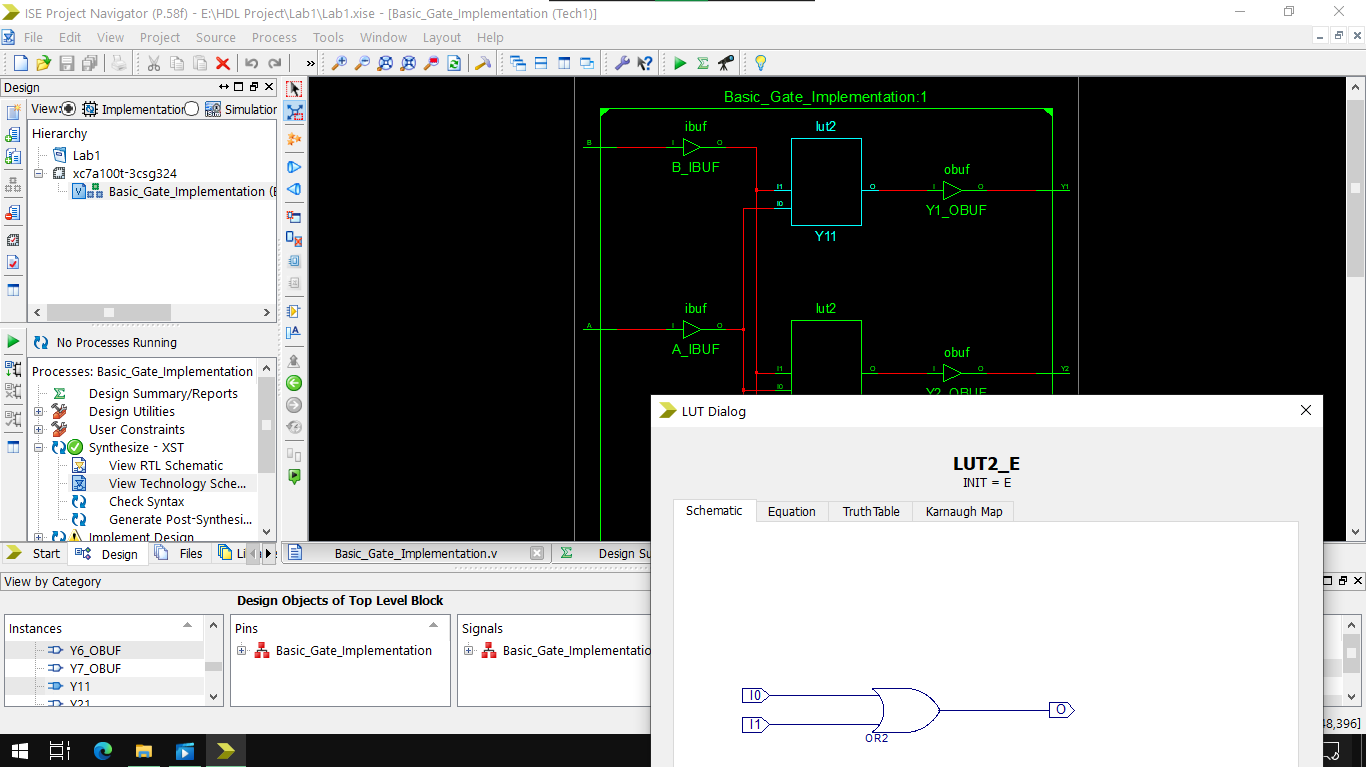 ISE Project Navigator (P.58f) - E:\HDL Project\Lab1\Lab1.xise - [Basic_Gate_Implementation (Tech1)]
File Edit View Project Source Process Tools Window Layout Help
Design
View: Implementation Simulation
Hierarchy
Lab1
xc7a100t-3csg324
Basic_Gate_Implementation (
No Processes Running
Processes: Basic_Gate_Implementation
Design Summary/Reports
Design Utilities
User Constraints
Synthesize - XST
View RTL Schematic
View Technology Sche...
Check Syntax
Generate Post-Synthesi...
Implement Design
Start Design Files
Basic_Gate_Implementation.v
Design Su
Basic_Gate_Implementation:1
ibuf
lut2
B
I
O
B_IBUF
I1
I0
O
Y11
obuf
I
O
Y1
Y1_OBUF
ibuf
lut2
A
I
O
A_IBUF
I1
I0
O
obuf
I
O
Y2
Y2_OBUF
LUT Dialog
LUT2_E
INIT = E
Schematic Equation TruthTable Karnaugh Map
I0
I1
OR2
O
View by Category
Design Objects of Top Level Block
Instances
Y6_OBUF
Y7_OBUF
Y11
Y21
Pins
Basic_Gate_Implementation
Signals
Basic_Gate_Implementatio
48,396]